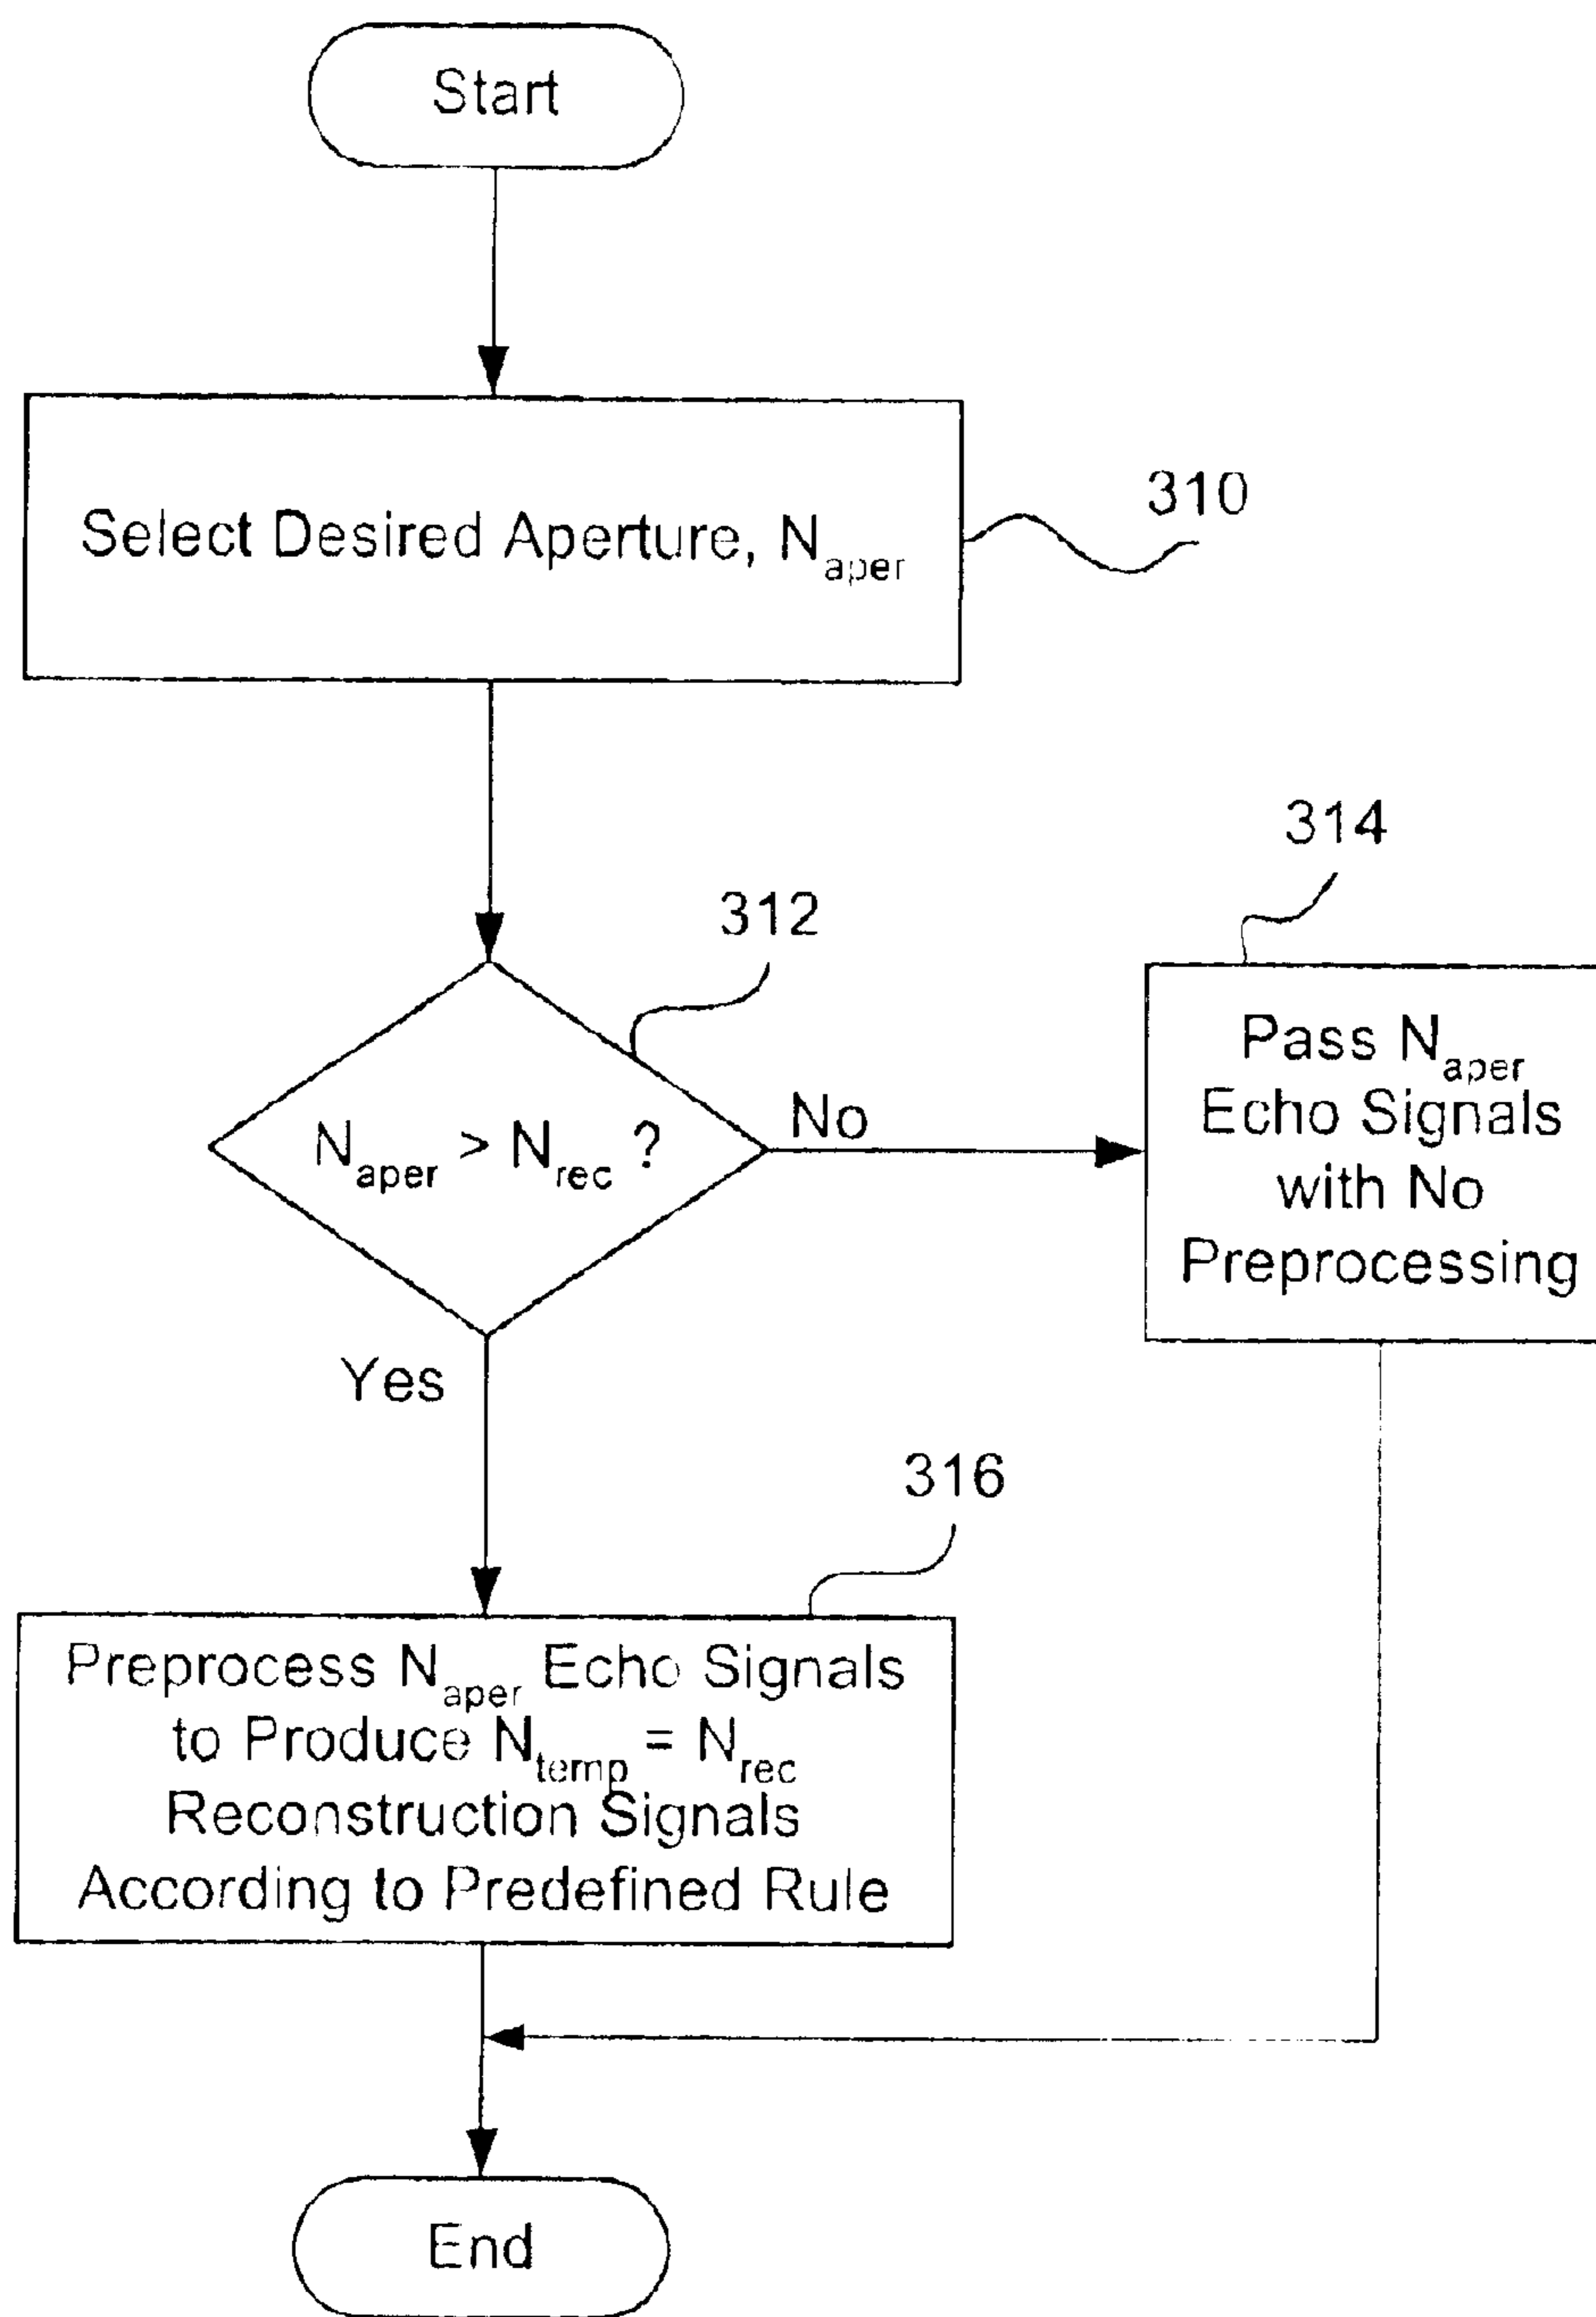 Start
Select Desired Aperture, N_aper
310
312
N_aper > N_rec ?
No
314
Pass N_aper
Echo Signals
with No
Preprocessing
Yes
316
Preprocess N_aper Echo Signals
to Produce N_temp = N_rec
Reconstruction Signals
According to Predefined Rule
End